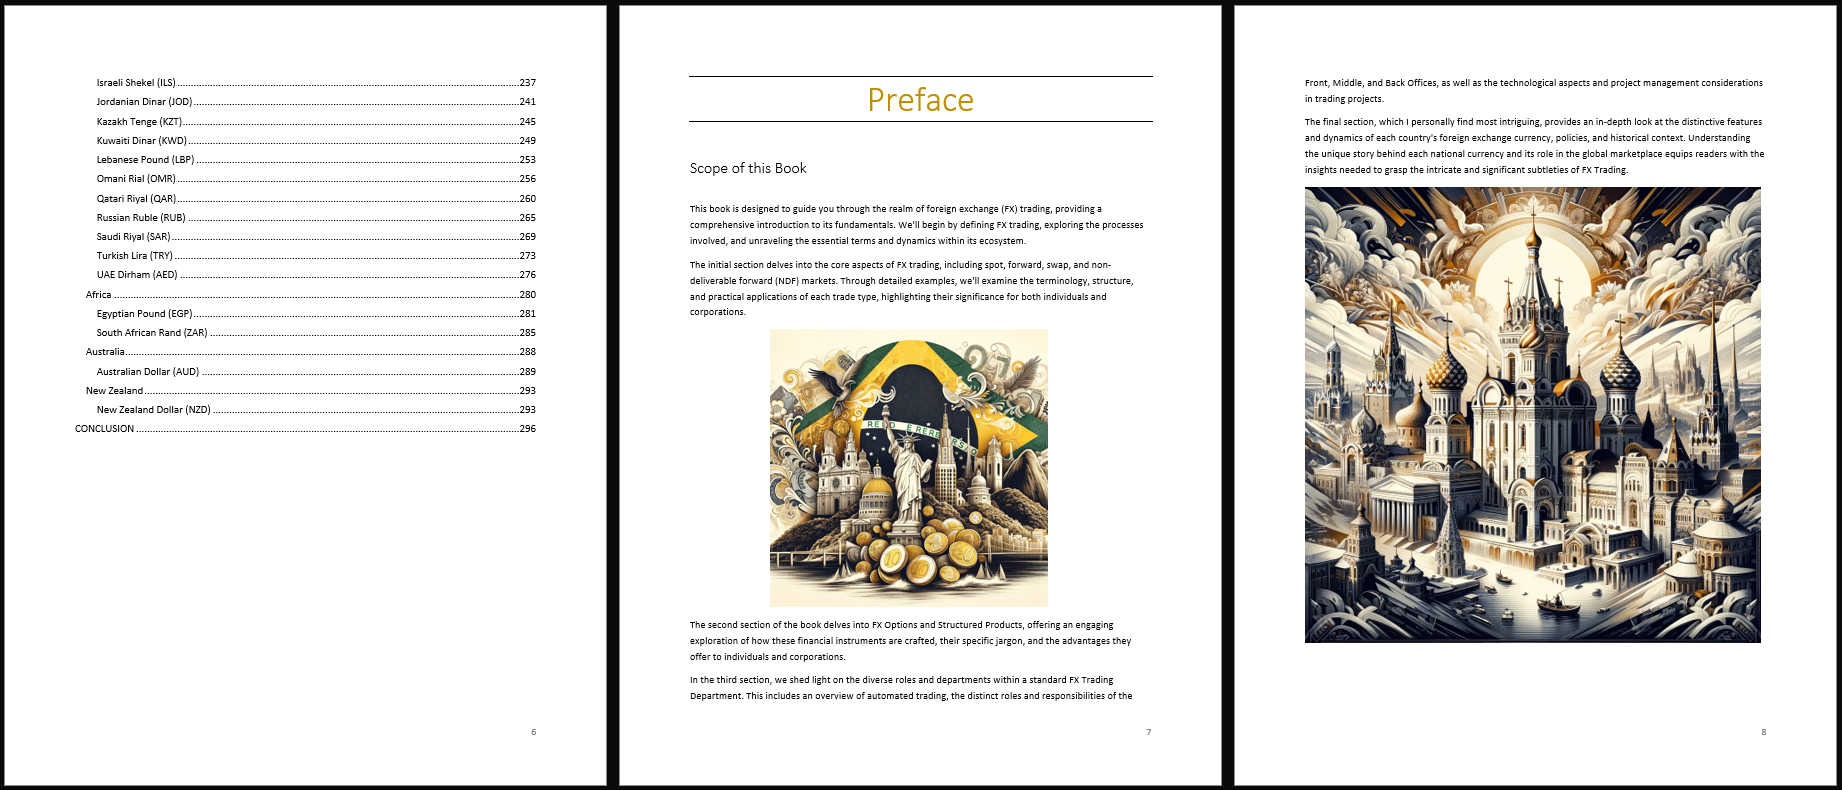 Israeli Shekel (ILS)........................237
Jordanian Dinar (JOD)........................241
Kazakh Tenge (KZT)........................245
Kuwaiti Dinar (KWD)........................249
Lebanese Pound (LBP)........................253
Omani Rial (OMR)........................256
Qatari Riyal (QAR)........................260
Russian Ruble (RUB)........................265
Saudi Riyal (SAR)........................269
Turkish Lira (TRY)........................273
UAE Dirham (AED)........................276
Africa........................280
Egyptian Pound (EGP)........................281
South African Rand (ZAR)........................285
Australia........................288
Australian Dollar (AUD)........................289
New Zealand........................293
New Zealand Dollar (NZD)........................293
CONCLUSION........................296
6
Preface
Scope of this Book
This book is designed to guide you through the realm of foreign exchange (FX) trading, providing a
comprehensive introduction to its fundamentals. We'll begin by defining FX trading, exploring the processes
involved, and unraveling the essential terms and dynamics within its ecosystem.
The initial section delves into the core aspects of FX trading, including spot, forward, swap, and non-
deliverable forward (NDF) markets. Through detailed examples, we'll examine the terminology, structure,
and practical applications of each trade type, highlighting their significance for both individuals and
corporations.
The second section of the book delves into FX Options and Structured Products, offering an engaging
exploration of how these financial instruments are crafted, their specific jargon, and the advantages they
offer to individuals and corporations.
In the third section, we shed light on the diverse roles and departments within a standard FX Trading
Department. This includes an overview of automated trading, the distinct roles and responsibilities of the
7
Front, Middle, and Back Offices, as well as the technological aspects and project management considerations
in trading projects.
The final section, which I personally find most intriguing, provides an in-depth look at the distinctive features
and dynamics of each country's foreign exchange currency, policies, and historical context. Understanding
the unique story behind each national currency and its role in the global marketplace equips readers with the
insights needed to grasp the intricate and significant subtleties of FX Trading.
8